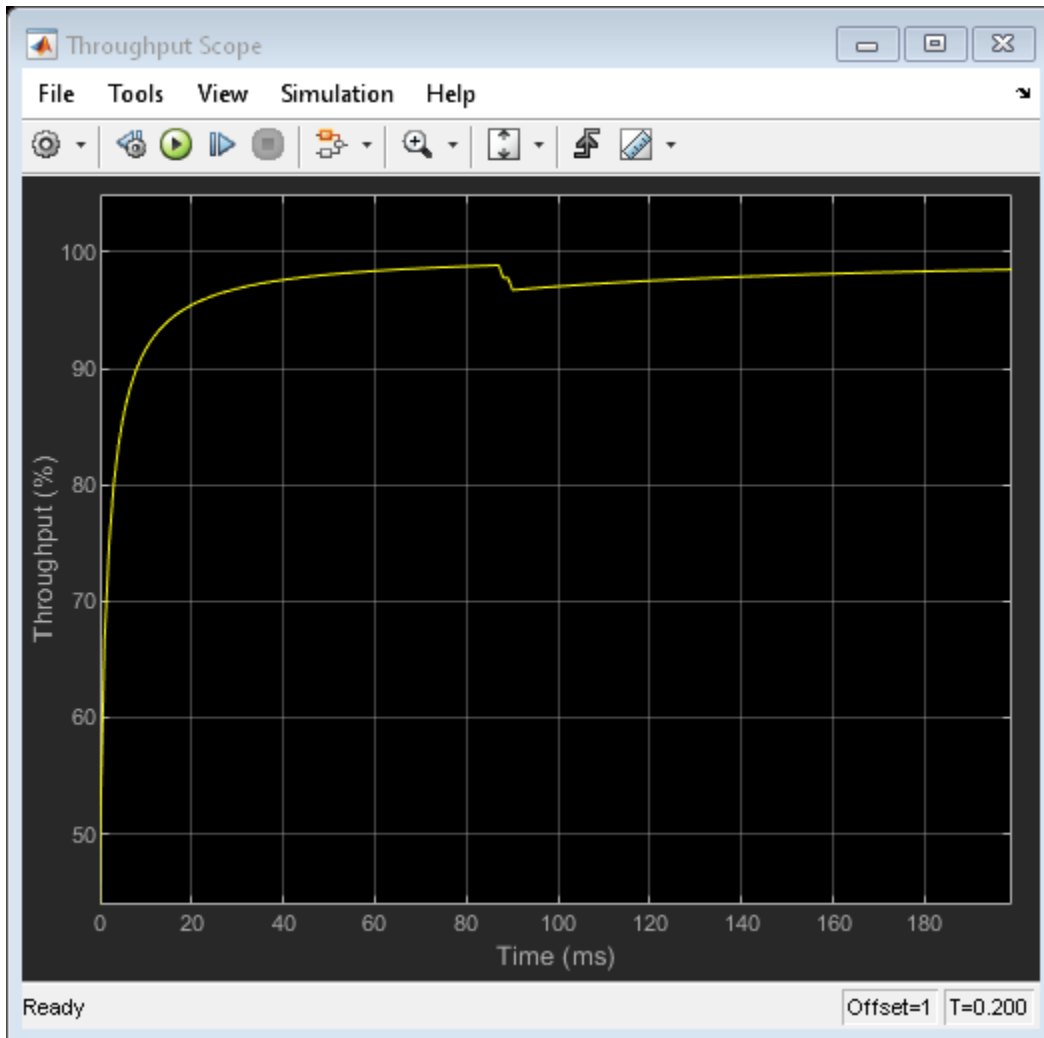 Throughput Scope
File Tools View Simulation Help
100
90
80
70
60
50
Throughput (%)
0 20 40 60 80 100 120 140 160 180
Time (ms)
Ready Offset=1 T=0.200